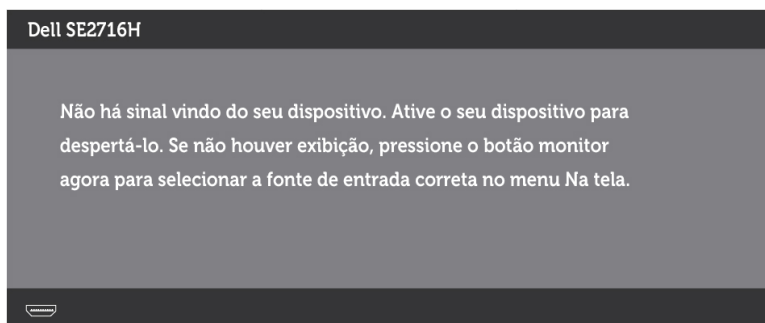 Dell SE2716H
Não há sinal vindo do seu dispositivo. Ative o seu dispositivo para
despertá-lo. Se não houver exibição, pressione o botão monitor
agora para selecionar a fonte de entrada correta no menu Na tela.